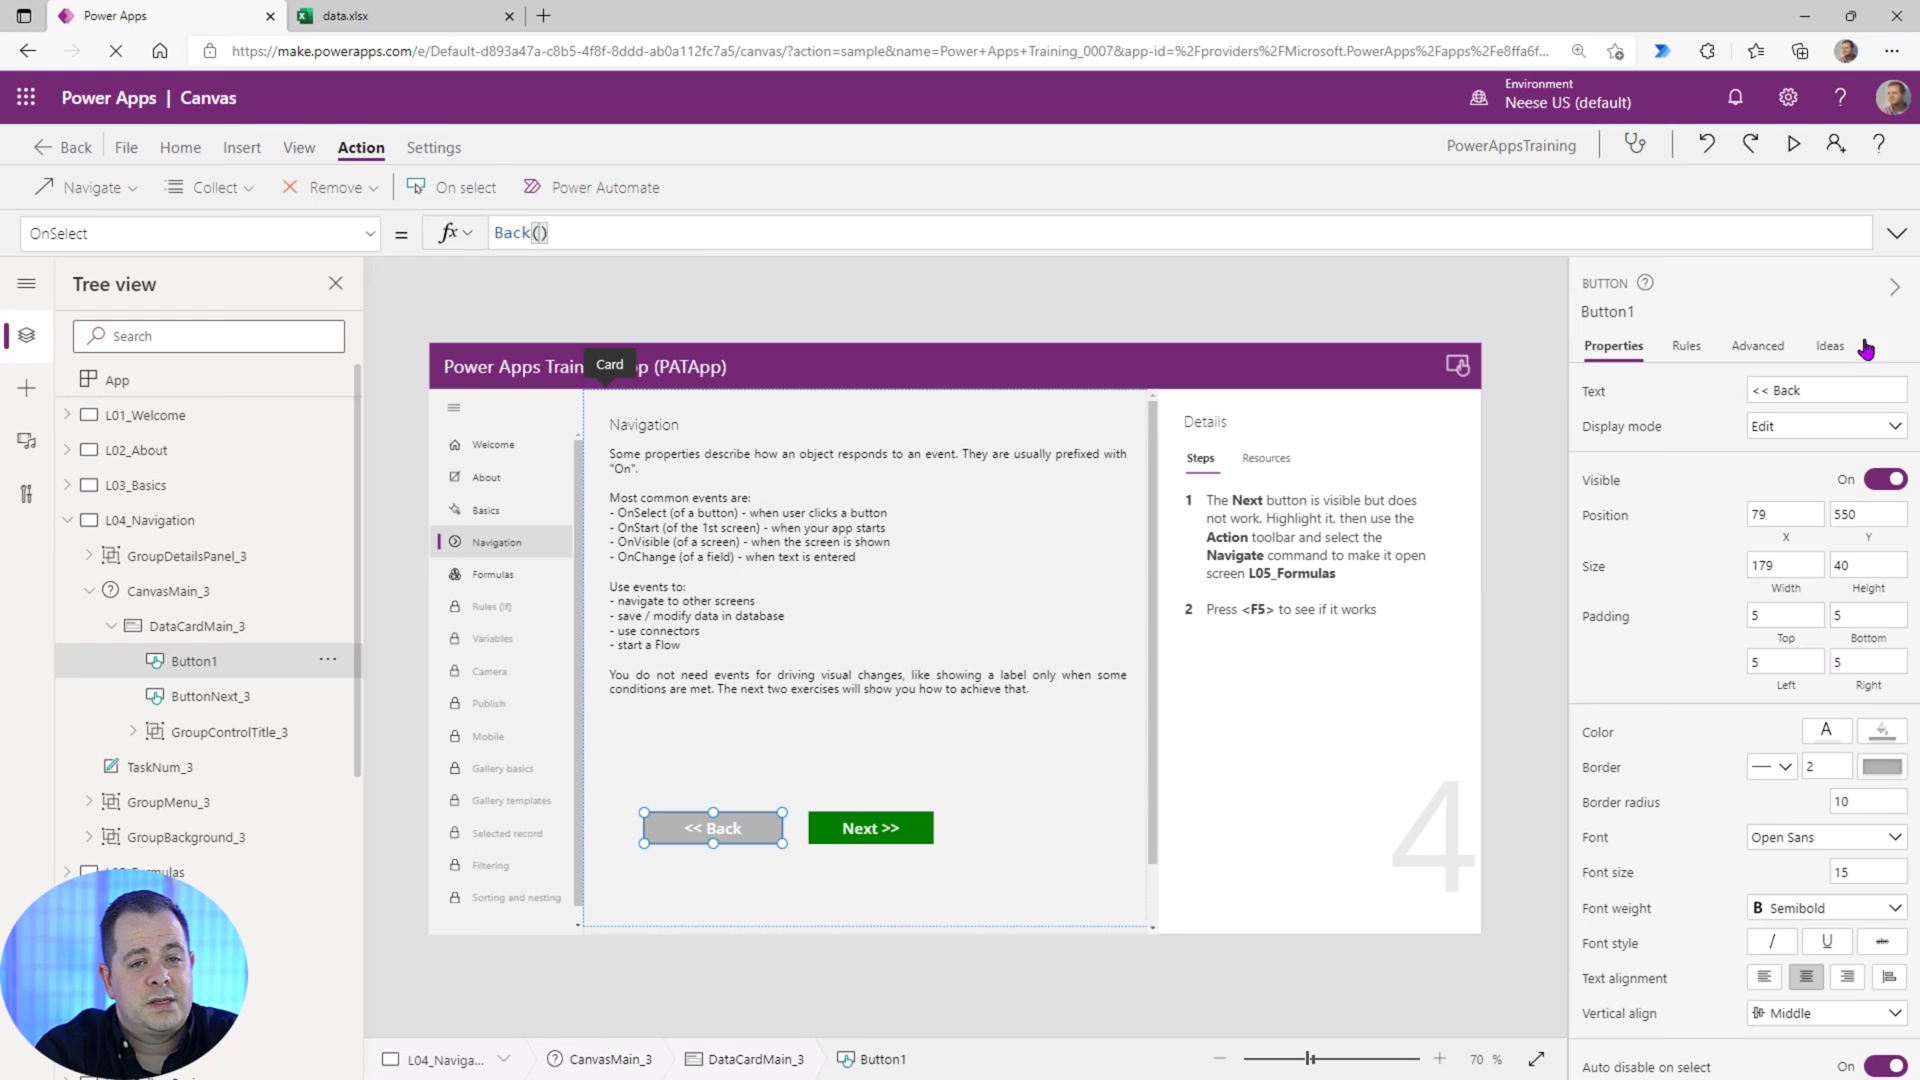 Power Apps
data.xlsx
https://make.powerapps.com/e/Default-d893a47a-c8b5-4f8f-8ddd-ab0a112fc7a5/canvas/?action=sample&name=Power+Apps+Training_0007&app-id=%2Fproviders%2FMicrosoft.PowerApps%2Fapps%2Fe8ffa6f...
Power Apps | Canvas
Environment
Neese US (default)
Back
File
Home
Insert
View
Action
Settings
PowerAppsTraining
Navigate
Collect
Remove
On select
Power Automate
OnSelect
=
fx
Back()
Tree view
Search
App
L01_Welcome
L02_About
L03_Basics
L04_Navigation
GroupDetailsPanel_3
CanvasMain_3
DataCardMain_3
Button1
ButtonNext_3
GroupControlTitle_3
TaskNum_3
GroupMenu_3
GroupBackground_3
Card
(PATApp)
Welcome
About
Basics
Navigation
Formulas
Rules (If)
Variables
Camera
Publish
Mobile
Gallery basics
Gallery templates
Selected record
Filtering
Sorting and nesting
Navigation
Some properties describe how an object responds to an event. They are usually prefixed with
"On".
Most common events are:
- OnSelect (of a button) - when user clicks a button
- OnStart (of the 1st screen) - when your app starts
- OnVisible (of a screen) - when the screen is shown
- OnChange (of a field) - when text is entered
Use events to:
- navigate to other screens
- save / modify data in database
- use connectors
- start a Flow
You do not need events for driving visual changes, like showing a label only when some
conditions are met. The next two exercises will show you how to achieve that.
<< Back
Next >>
Details
Steps
Resources
1 The Next button is visible but does
not work. Highlight it, then use the
Action toolbar and select the
Navigate command to make it open
screen L05_Formulas
2 Press <F5> to see if it works
4
BUTTON
Button1
Properties
Rules
Advanced
Ideas
Text
<< Back
Display mode
Edit
Visible
On
Position
79
550
X
Y
Size
179
40
Width
Height
Padding
5
5
Top
Bottom
5
5
Left
Right
Color
A
Border
2
Border radius
10
Font
Open Sans
Font size
15
Font weight
B Semibold
Font style
/
U
abc
Text alignment
Vertical align
Middle
Auto disable on select
On
L04_Naviga...
CanvasMain_3
DataCardMain_3
Button1
70 %